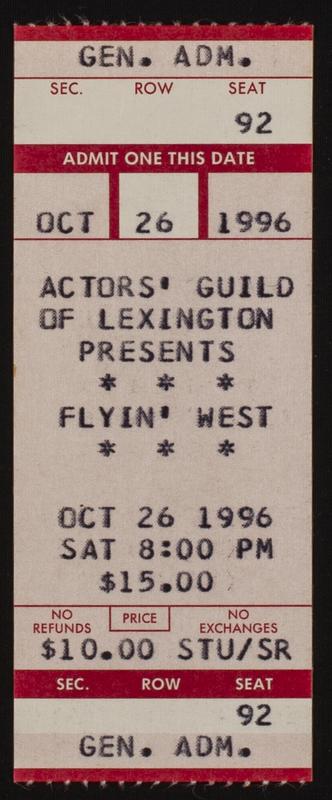 GEN. ADM.
SEC. ROW SEAT
92
ADMIT ONE THIS DATE
OCT 26 1996
ACTORS' GUILD
OF LEXINGTON
PRESENTS
* * *
FLYIN' WEST
* * *
OCT 26 1996
SAT 8:00 PM
$15.00
NO REFUNDS PRICE NO EXCHANGES
$10.00 STU/SR
SEC. ROW SEAT
92
GEN. ADM.